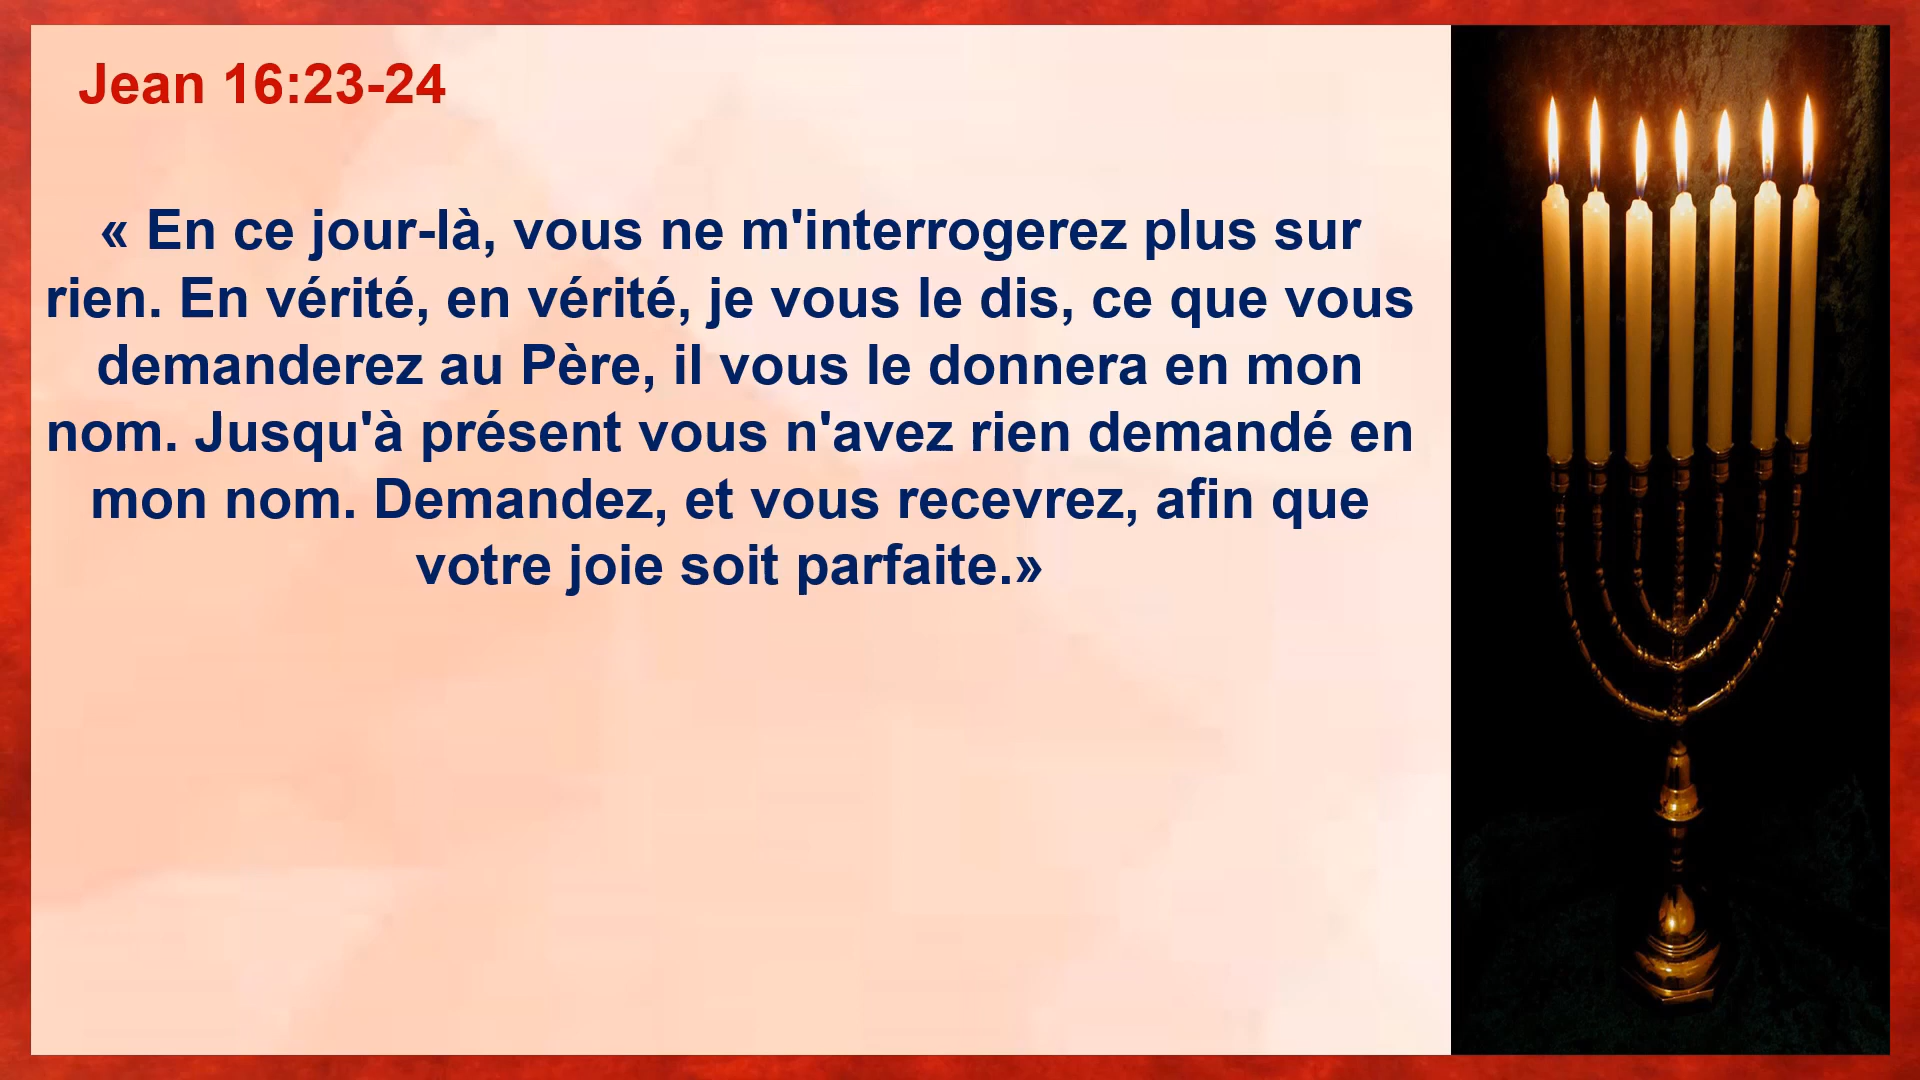 Jean 16:23-24
« En ce jour-là, vous ne m'interrogerez plus sur
rien. En vérité, en vérité, je vous le dis, ce que vous
demanderez au Père, il vous le donnera en mon
nom. Jusqu'à présent vous n'avez rien demandé en
mon nom. Demandez, et vous recevrez, afin que
votre joie soit parfaite.»